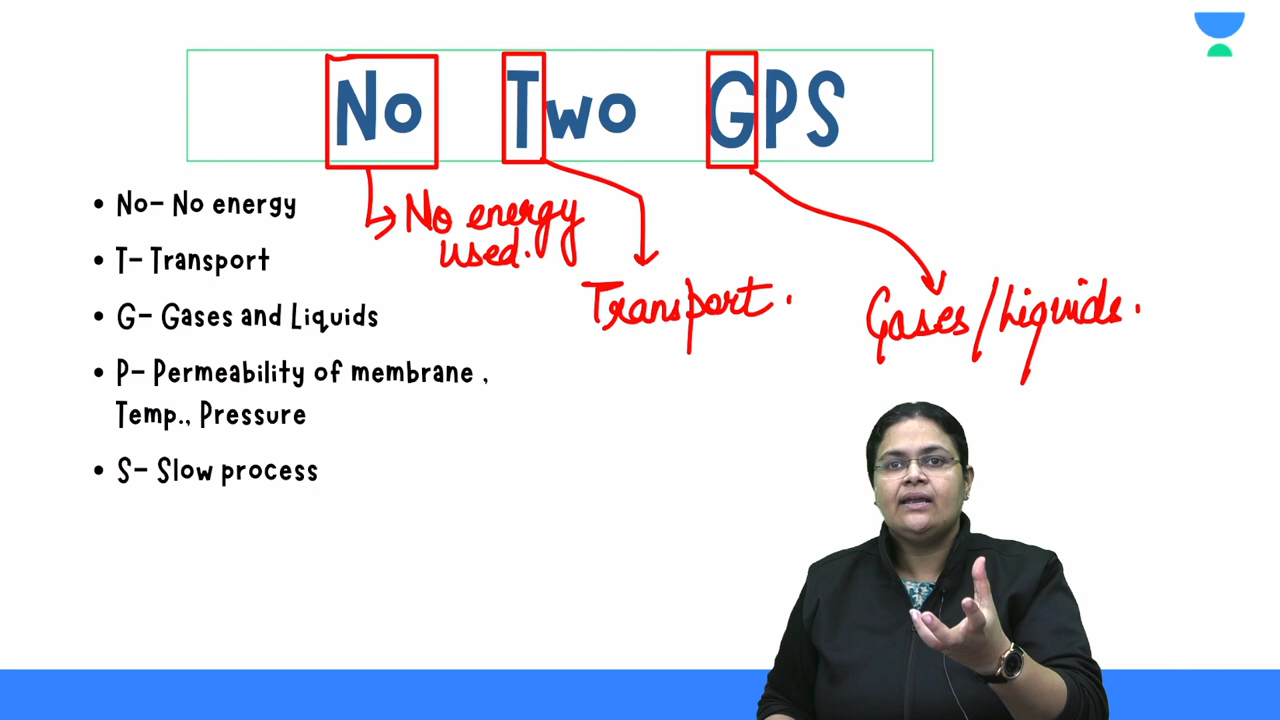 No Two GPS
• No– No energy
• T– Transport
• G– Gases and Liquids
• P– Permeability of membrane ,
Temp., Pressure
• S– Slow process
No energy
used.
Transport.
Gases/Liquids.